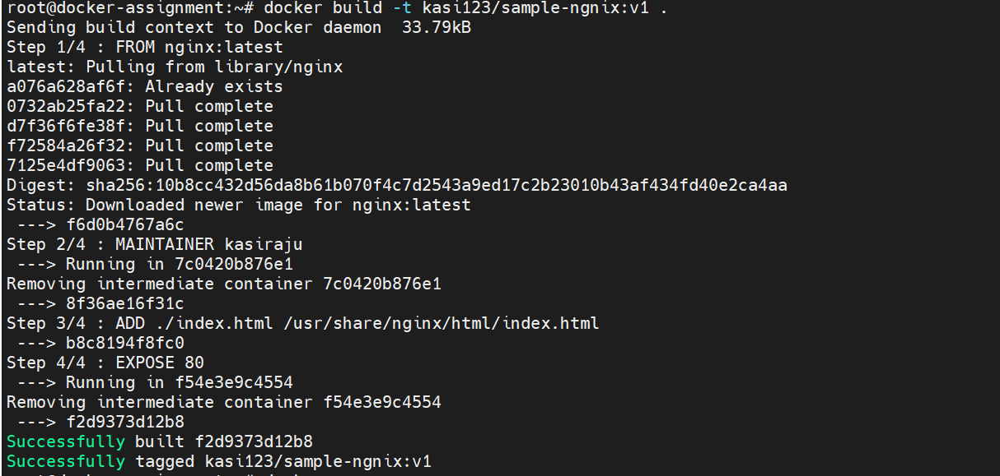 root@docker-assignment:~# docker build -t kasi123/sample-ngnix:v1 .
Sending build context to Docker daemon  33.79kB
Step 1/4 : FROM nginx:latest
latest: Pulling from library/nginx
a076a628af6f: Already exists
0732ab25fa22: Pull complete
d7f36f6fe38f: Pull complete
f72584a26f32: Pull complete
7125e4df9063: Pull complete
Digest: sha256:10b8cc432d56da8b61b070f4c7d2543a9ed17c2b23010b43af434fd40e2ca4aa
Status: Downloaded newer image for nginx:latest
 ---> f6d0b4767a6c
Step 2/4 : MAINTAINER kasiraju
 ---> Running in 7c0420b876e1
Removing intermediate container 7c0420b876e1
 ---> 8f36ae16f31c
Step 3/4 : ADD ./index.html /usr/share/nginx/html/index.html
 ---> b8c8194f8fc0
Step 4/4 : EXPOSE 80
 ---> Running in f54e3e9c4554
Removing intermediate container f54e3e9c4554
 ---> f2d9373d12b8
Successfully built f2d9373d12b8
Successfully tagged kasi123/sample-ngnix:v1